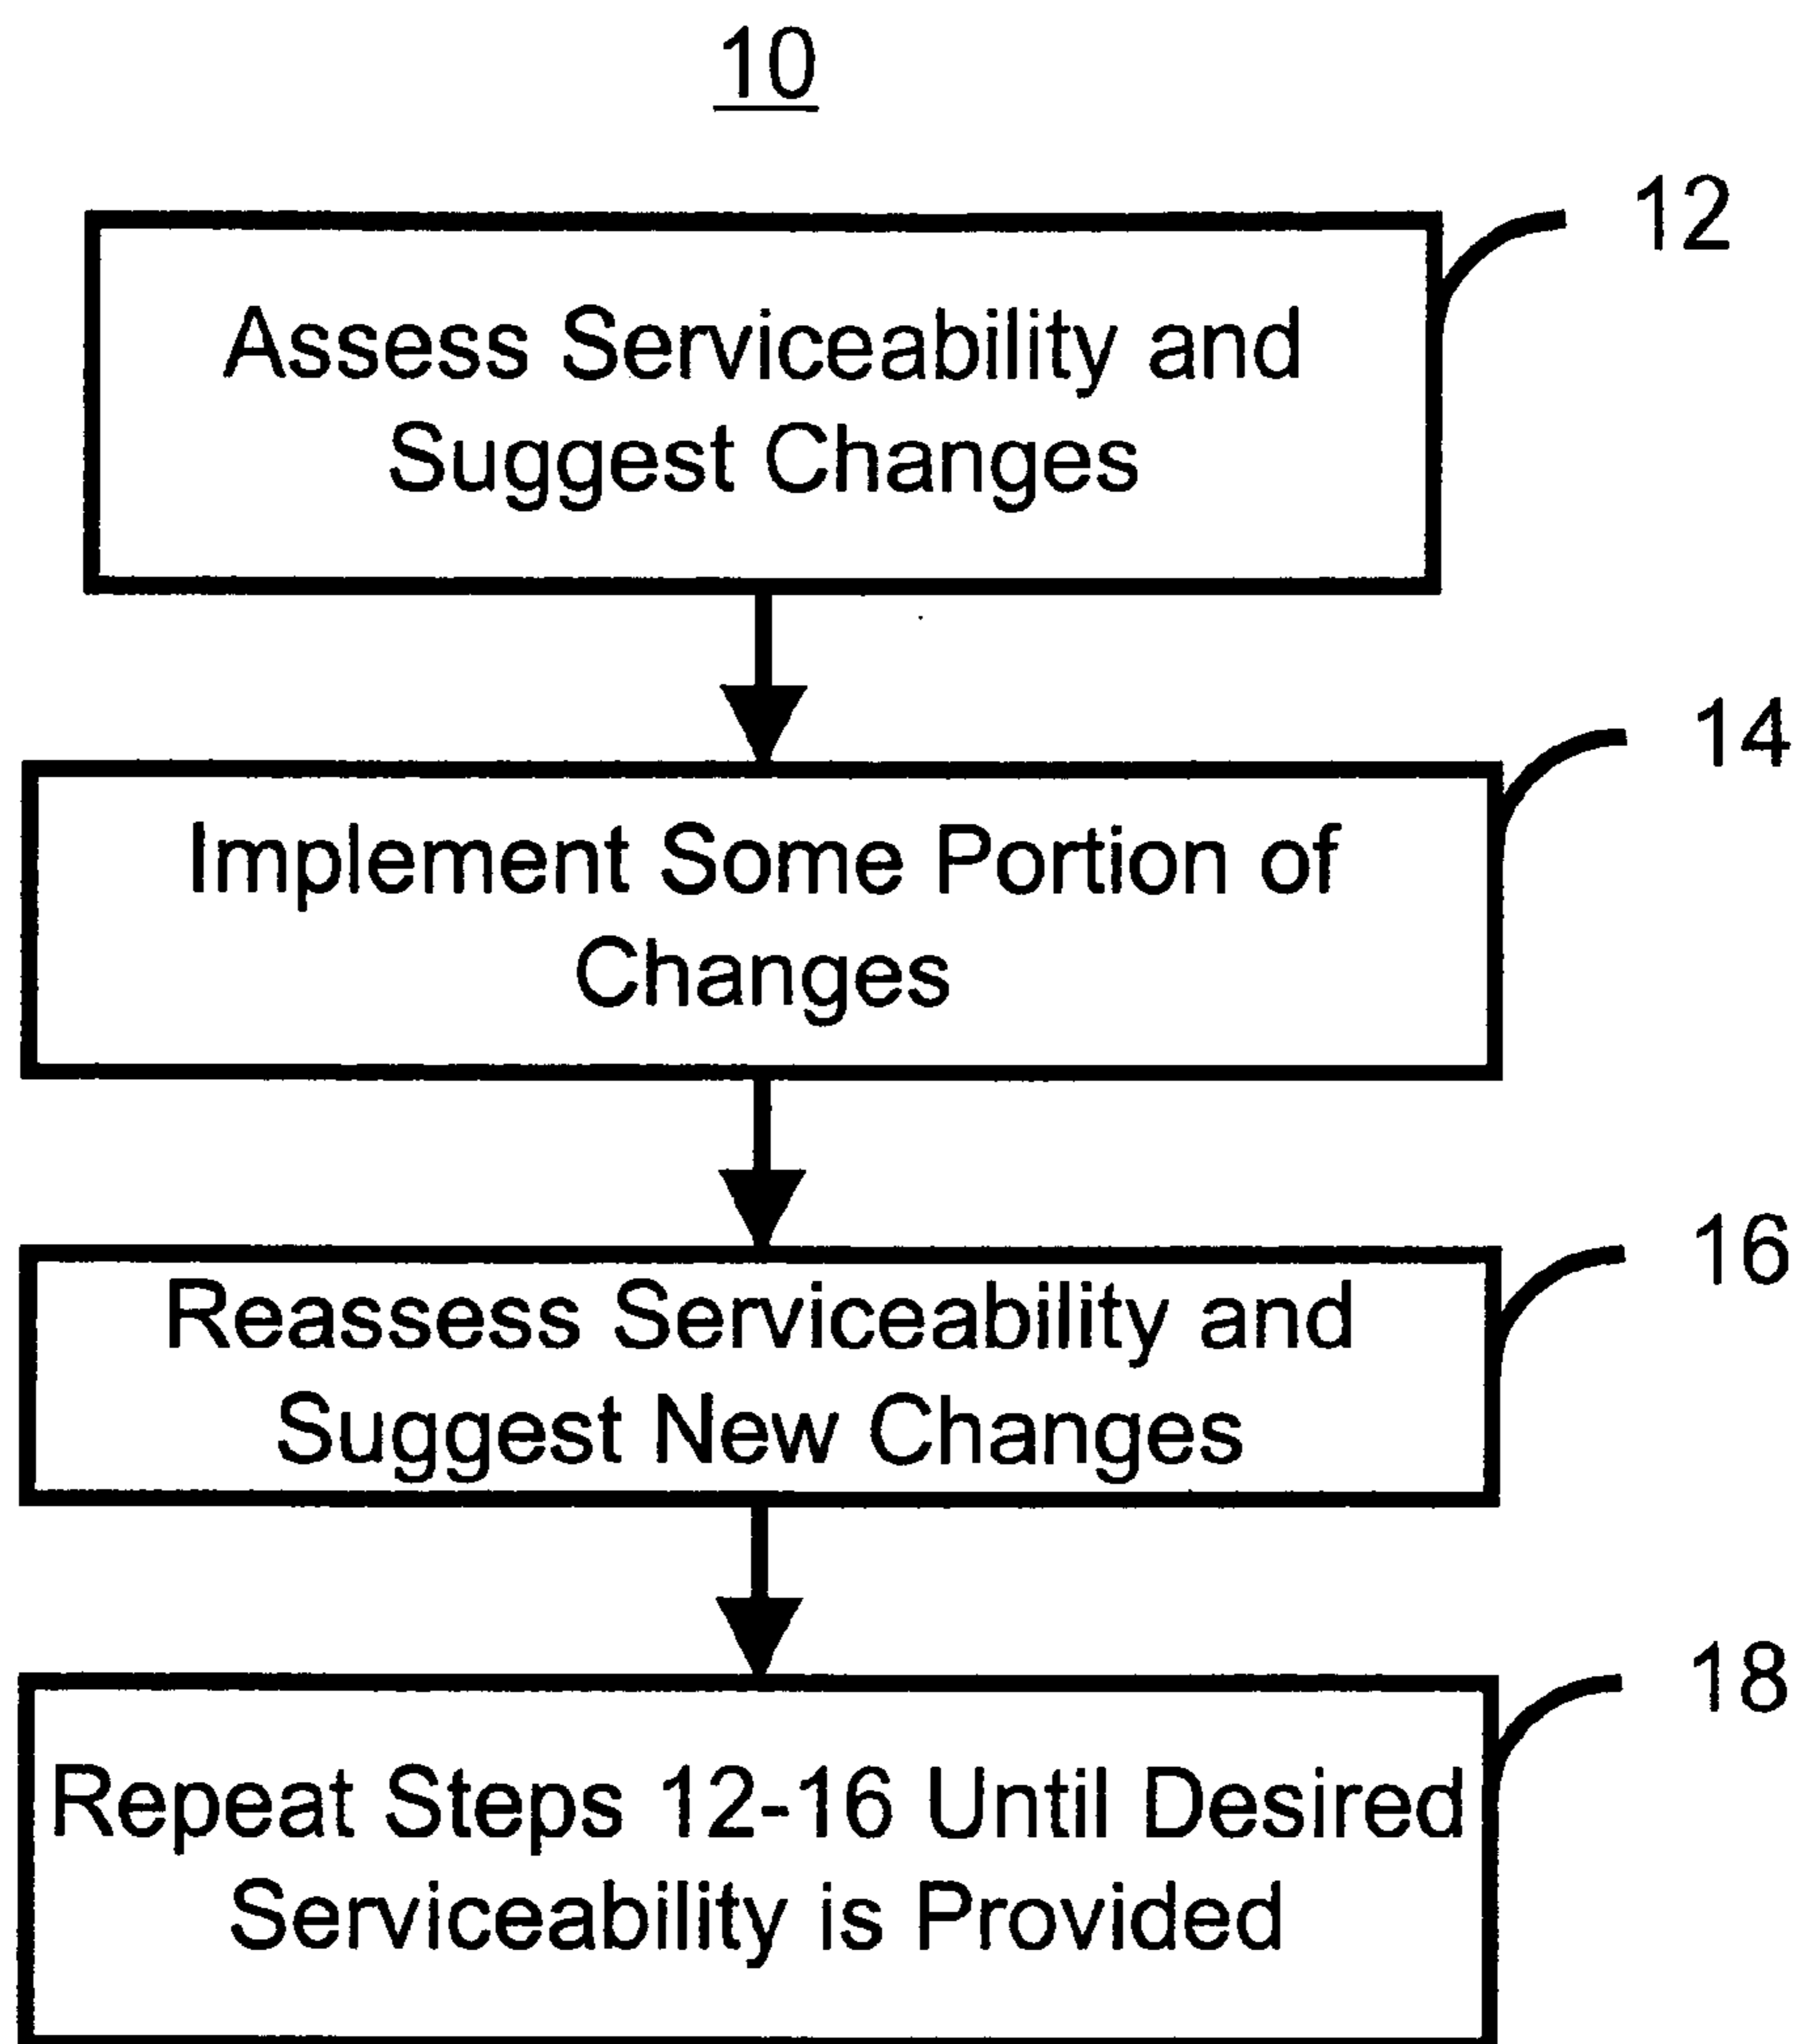 10
12
Assess Serviceability and
Suggest Changes
14
Implement Some Portion of
Changes
16
Reassess Serviceability and
Suggest New Changes
18
Repeat Steps 12-16 Until Desired
Serviceability is Provided